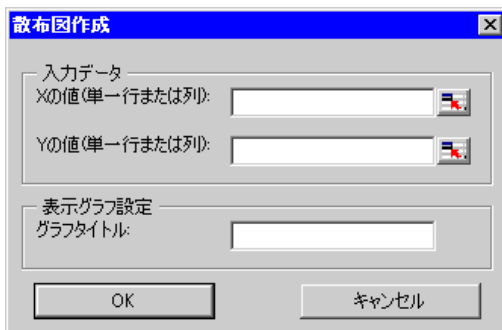 散布図作成
入力データ
Xの値(単一行または列):
Yの値(単一行または列):
表示グラフ設定
グラフタイトル:
OK
キャンセル